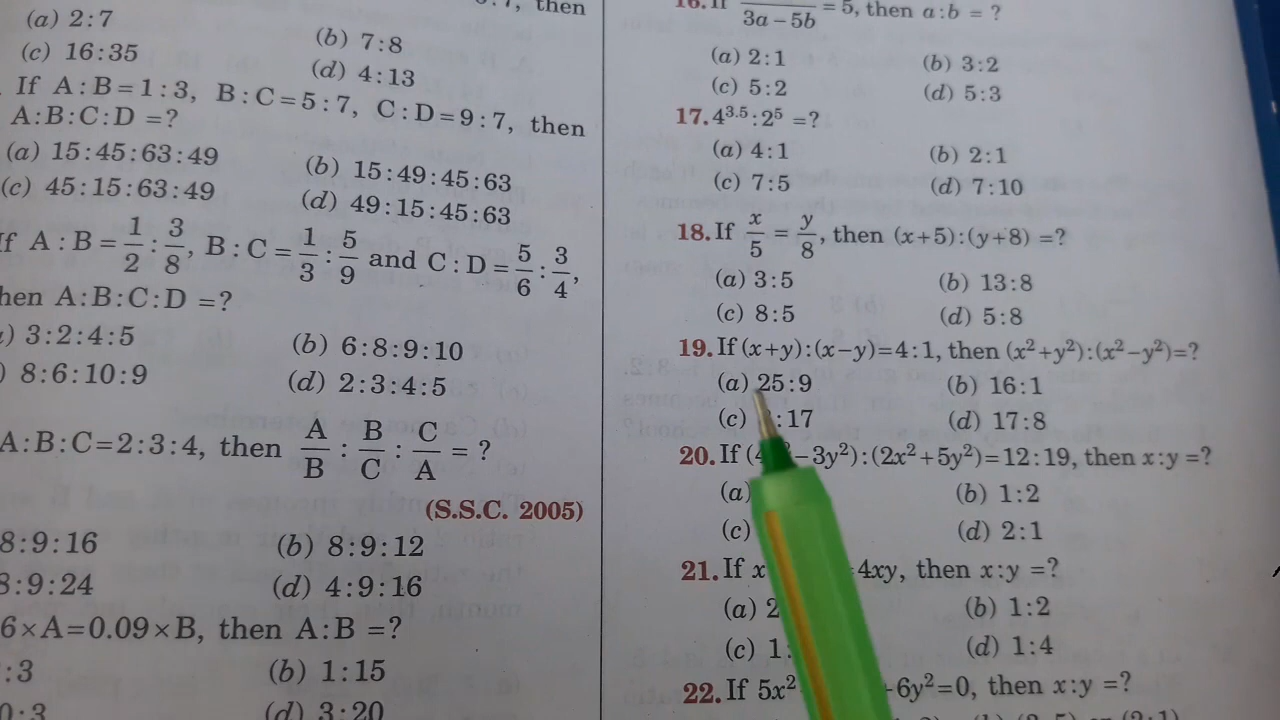 then
(a) 2:7
(b) 7:8
(c) 16:35
(d) 4:13
If A:B=1:3, B:C=5:7, C:D=9:7, then
A:B:C:D =?
(a) 15:45:63:49
(b) 15:49:45:63
(c) 45:15:63:49
(d) 49:15:45:63
If A:B=1/2:3/8, B:C=1/3:5/9 and C:D=5/6:3/4,
hen A:B:C:D =?
) 3:2:4:5
(b) 6:8:9:10
) 8:6:10:9
(d) 2:3:4:5
A:B:C=2:3:4, then A/B : B/C : C/A = ?
(S.S.C. 2005)
8:9:16
(b) 8:9:12
8:9:24
(d) 4:9:16
6×A=0.09×B, then A:B =?
:3
(b) 1:15
0:3
(d) 3:20
16. If 3a−5b =5, then a:b = ?
(a) 2:1
(b) 3:2
(c) 5:2
(d) 5:3
17. 4^3.5:2^5 =?
(a) 4:1
(b) 2:1
(c) 7:5
(d) 7:10
18. If x/5 = y/8, then (x+5):(y+8) =?
(a) 3:5
(b) 13:8
(c) 8:5
(d) 5:8
19. If (x+y):(x−y)=4:1, then (x²+y²):(x²−y²)=?
(a) 25:9
(b) 16:1
(c) :17
(d) 17:8
20. If (4 −3y²):(2x²+5y²)=12:19, then x:y =?
(a)
(b) 1:2
(c)
(d) 2:1
21. If x 4xy, then x:y =?
(a) 2
(b) 1:2
(c) 1:
(d) 1:4
22. If 5x² 6y²=0, then x:y =?